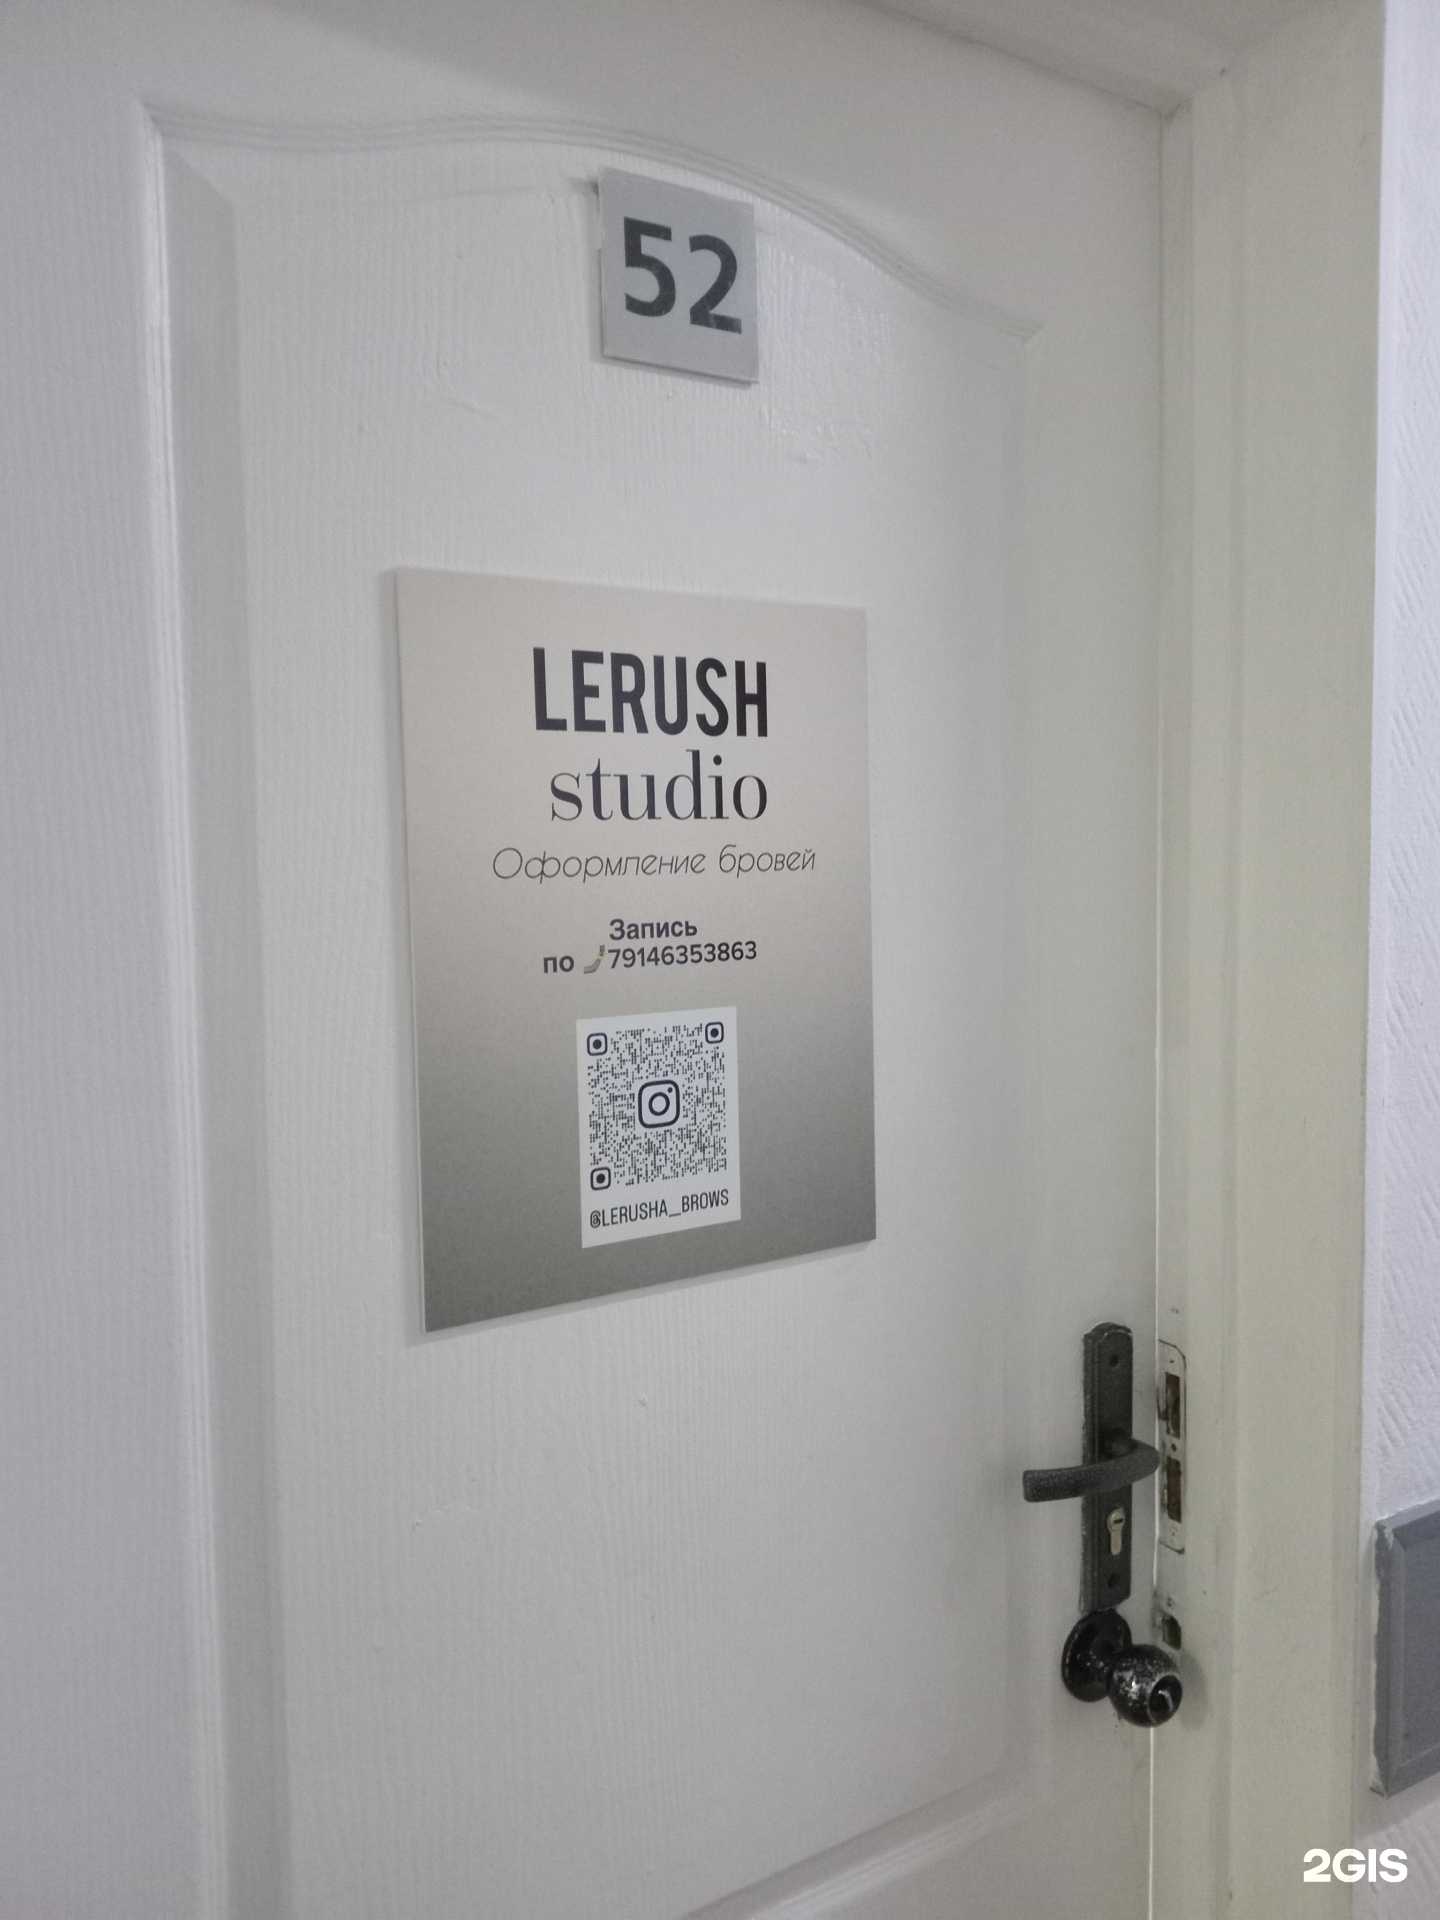 52
LERUSH
studio
Оформление бровей
Запись
по 79146353863
@LERUSHA_BROWS
2GIS